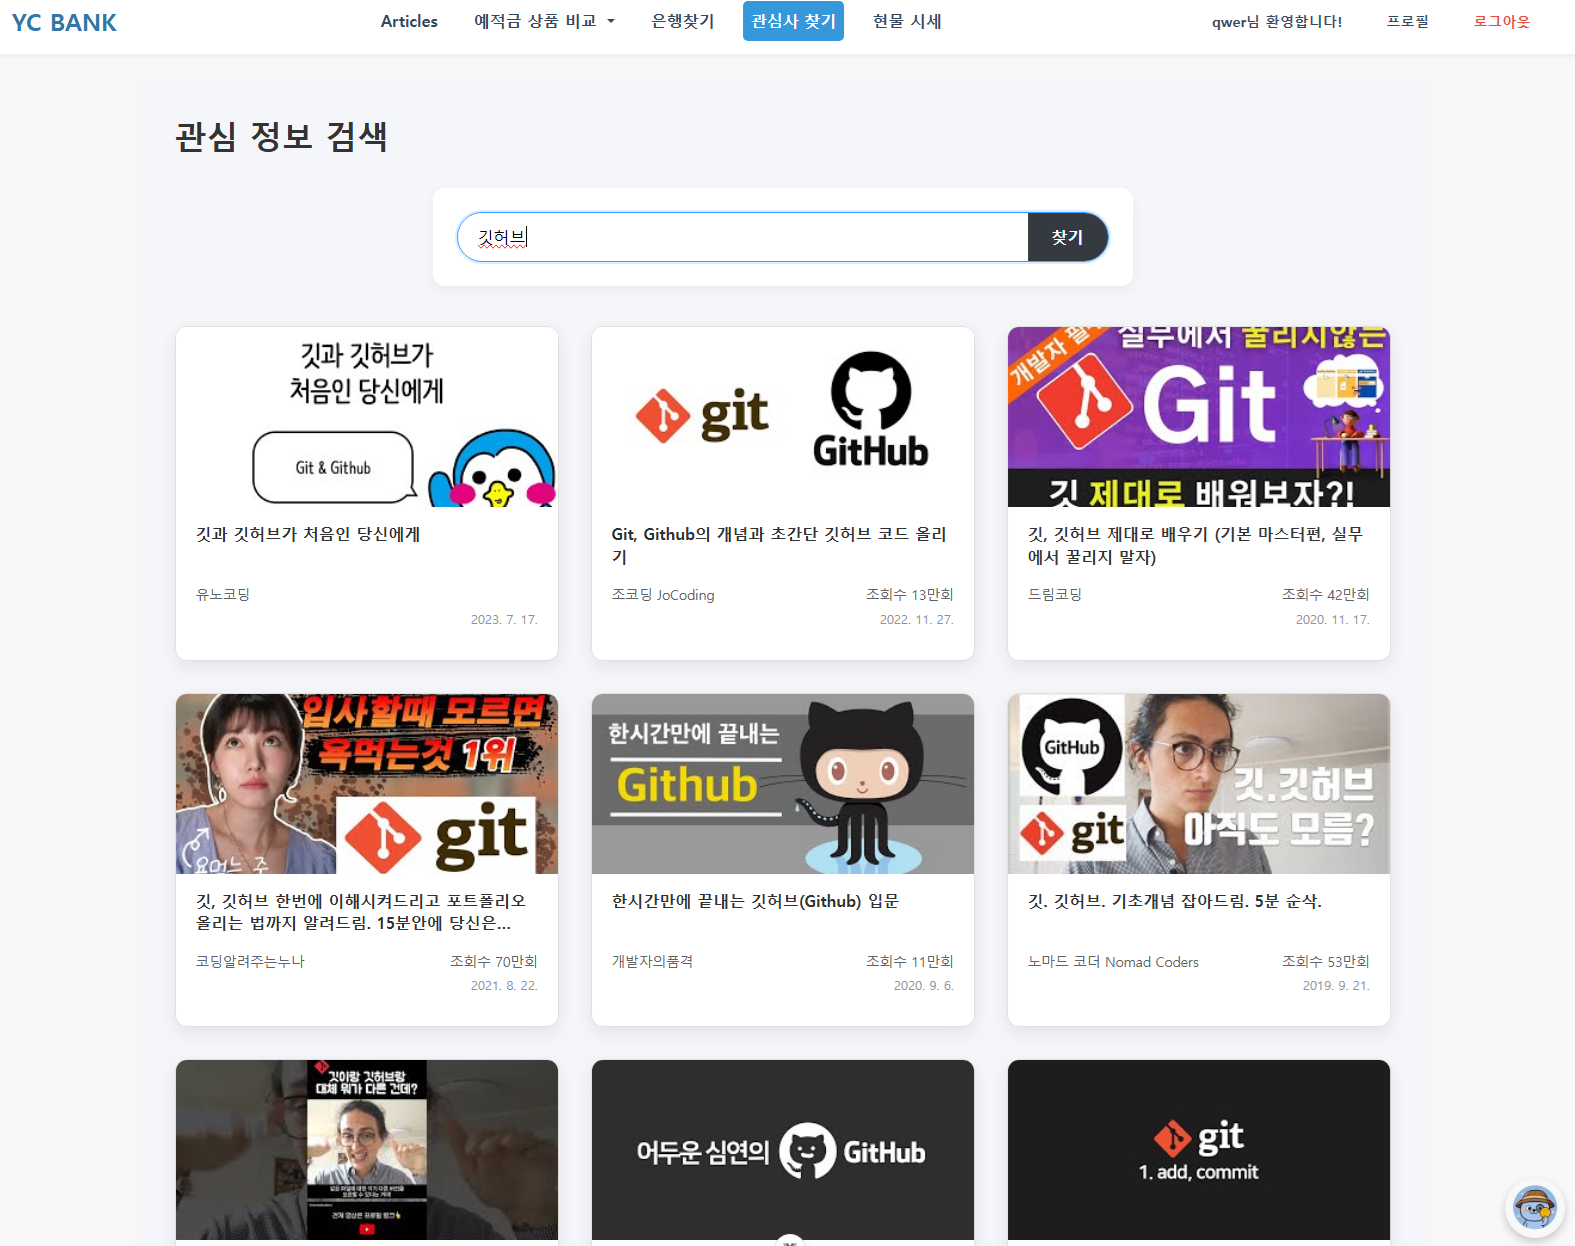 YC BANK
Articles
예적금 상품 비교
은행찾기
관심사 찾기
현물 시세
qwer님 환영합니다!
프로필
로그아웃
관심 정보 검색
깃허브
찾기
깃과 깃허브가
처음인 당신에게
Git & Github
git
GitHub
개발자 필
실무에서 꿀리지않는
Git
깃 제대로 배워보자?!
깃과 깃허브가 처음인 당신에게
유노코딩
2023. 7. 17.
Git, Github의 개념과 초간단 깃허브 코드 올리
기
조코딩 JoCoding
조회수 13만회
2022. 11. 27.
깃, 깃허브 제대로 배우기 (기본 마스터편, 실무
에서 꿀리지 말자)
드림코딩
조회수 42만회
2020. 11. 17.
입사할때 모르면
욕먹는것 1위
git
욕먹는 주
한시간만에 끝내는
Github
GitHub
git
깃.깃허브
아직도 모름?
깃, 깃허브 한번에 이해시켜드리고 포트폴리오
올리는 법까지 알려드림. 15분안에 당신은...
코딩알려주는누나
조회수 70만회
2021. 8. 22.
한시간만에 끝내는 깃허브(Github) 입문
개발자의품격
조회수 11만회
2020. 9. 6.
깃. 깃허브. 기초개념 잡아드림. 5분 순삭.
노마드 코더 Nomad Coders
조회수 53만회
2019. 9. 21.
깃이랑 깃허브랑
대체 뭐가 다른 건데?
어두운 심연의 GitHub
git
1. add, commit